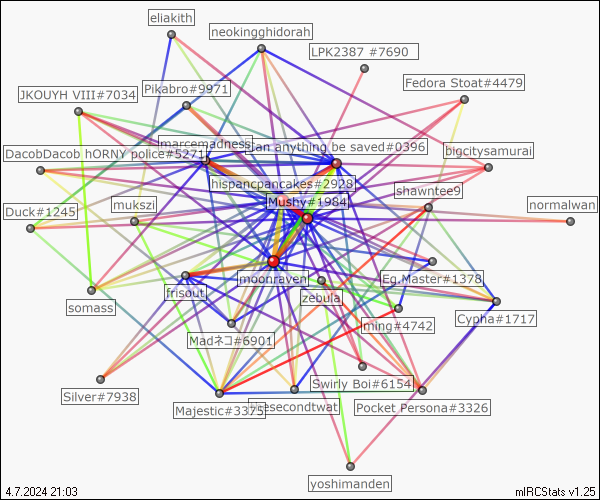 eliakith
neokingghidorah
LPK2387 #7690
Fedora Stoat#4479
Pikabro#9971
JKOUYH VIII#7034
marcemadness
can anything be saved#0396
DacobDacob hORNY police#5271
bigcitysamurai
hispancpancakes#2928
shawntee9
Mushy#1984
mukszi
Duck#1245
normalwan
moonraven
Eg.Master#1378
frisout
zebula
somass
Cypha#1717
ming#4742
Madネコ#6901
Swirly Boi#6154
Silver#7938
Majestic#3375
thesecondtwat
Pocket Persona#3326
yoshimanden
4.7.2024 21:03
mIRCStats v1.25